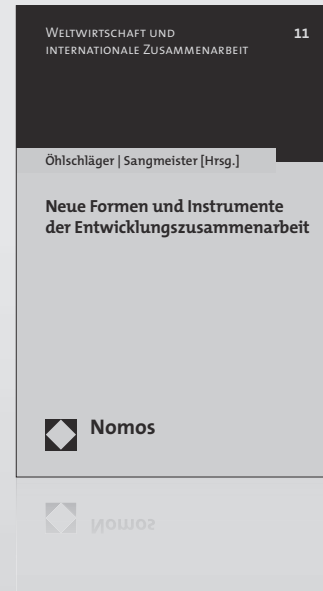 Weltwirtschaft und 11
internationale Zusammenarbeit
Öhlschläger | Sangmeister [Hrsg.]
Neue Formen und Instrumente
der Entwicklungszusammenarbeit
Nomos
Nomos